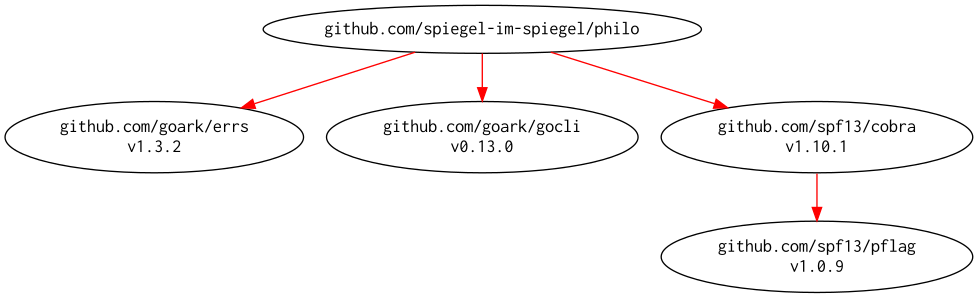 github.com/spiegel-im-spiegel/philo
github.com/goark/errs
v1.3.2
github.com/goark/gocli
v0.13.0
github.com/spf13/cobra
v1.10.1
github.com/spf13/pflag
v1.0.9